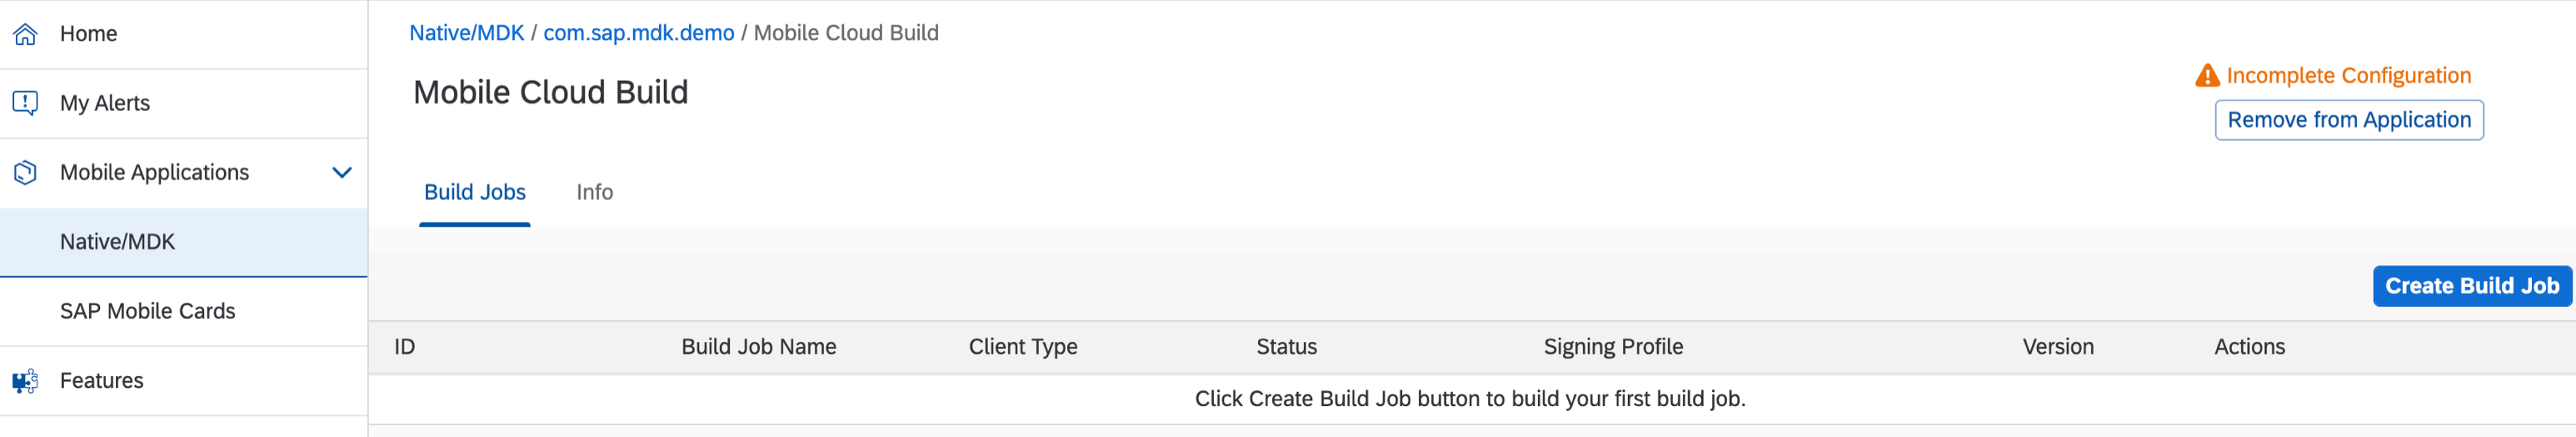 Home
My Alerts
Mobile Applications
Native/MDK
SAP Mobile Cards
Features
Native/MDK / com.sap.mdk.demo / Mobile Cloud Build
Mobile Cloud Build
Incomplete Configuration
Remove from Application
Build Jobs Info
Create Build Job
ID Build Job Name Client Type Status Signing Profile Version Actions
Click Create Build Job button to build your first build job.